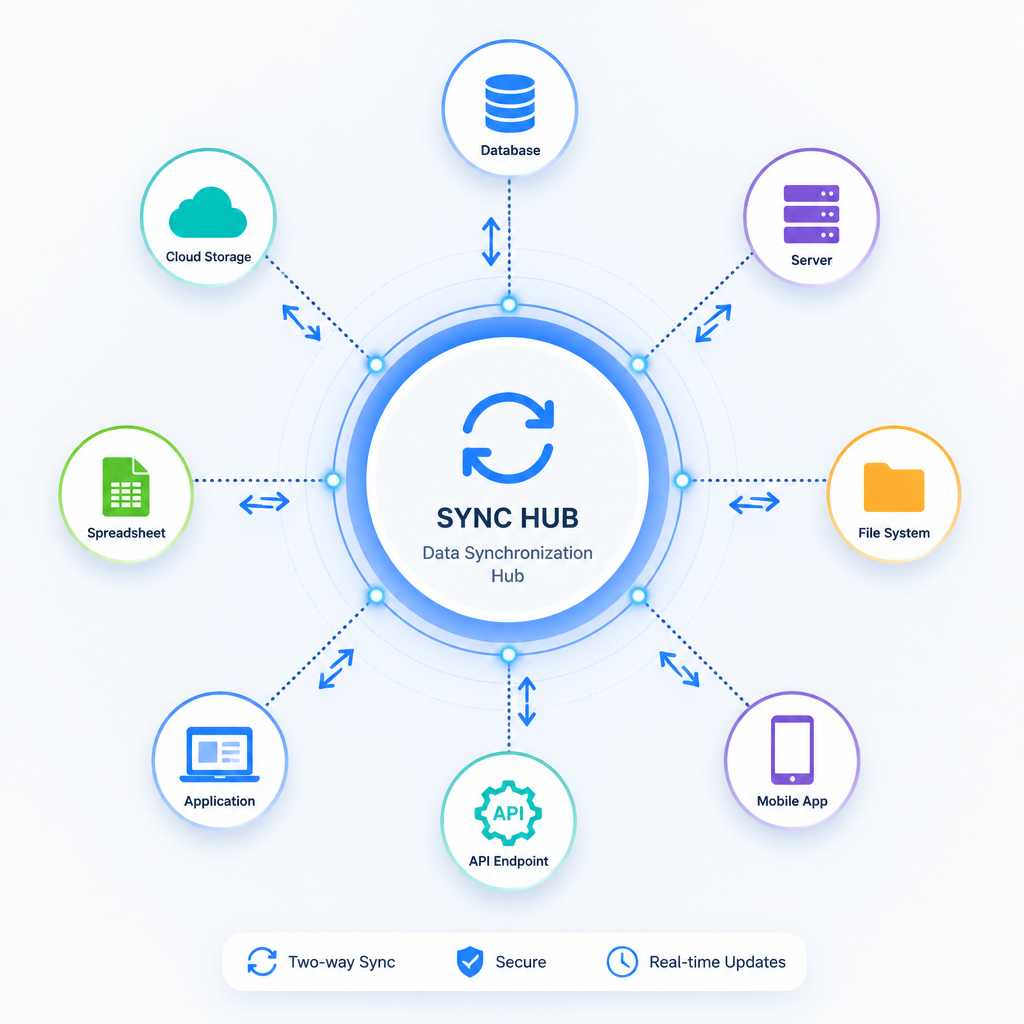 Database
Cloud Storage
Server
SYNC HUB
Data Synchronization
Hub
Spreadsheet
File System
Application
Mobile App
API
API Endpoint
Two-way Sync
Secure
Real-time Updates